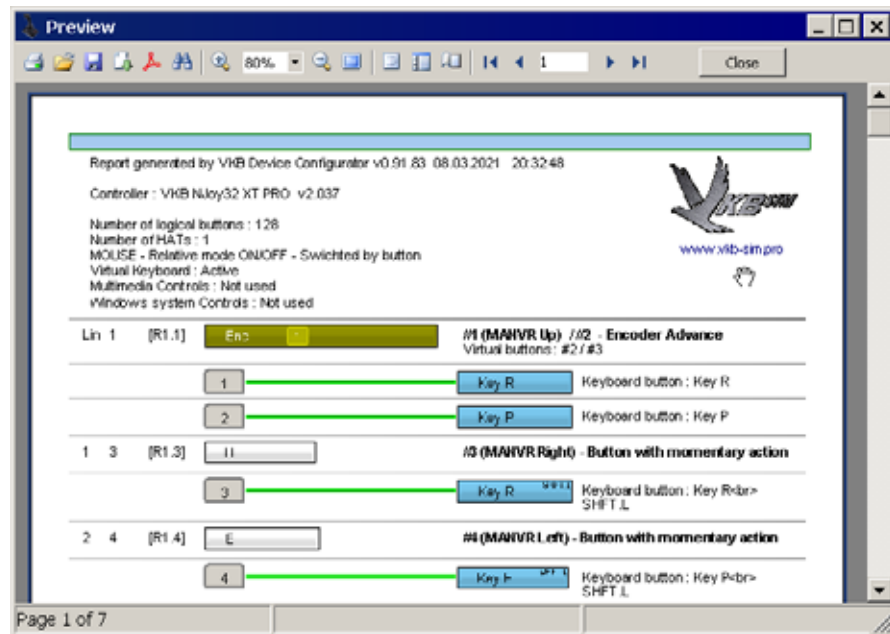 Preview
80%
1
Close
Report generated by VKB Device Configurator v0.91.83 08.03.2021 20:32:48
Controller : VKB NJoy32 XT PRO v2.037
Number of logical buttons : 128
Number of HATs : 1
MOUSE - Relative mode ON/OFF - Swichted by button
Virtual Keyboard : Active
Multimedia Controls : Not used
Windows system Controls : Not used
VKB
www.vkb-sim.pro
Lin 1 [R1.1] Enc #1 (MANVR Up) / #2 - Encoder Advance
Virtual buttons : #2 / #3
1 Key R Keyboard button : Key R
2 Key P Keyboard button : Key P
1 3 [R1.3] #3 (MANVR Right) - Button with momentary action
3 Key R Keyboard button : Key R<br>
SHFT.L
2 4 [R1.4] #4 (MANVR Left) - Button with momentary action
4 Key Keyboard button : Key P<br>
SHFT.L
Page 1 of 7